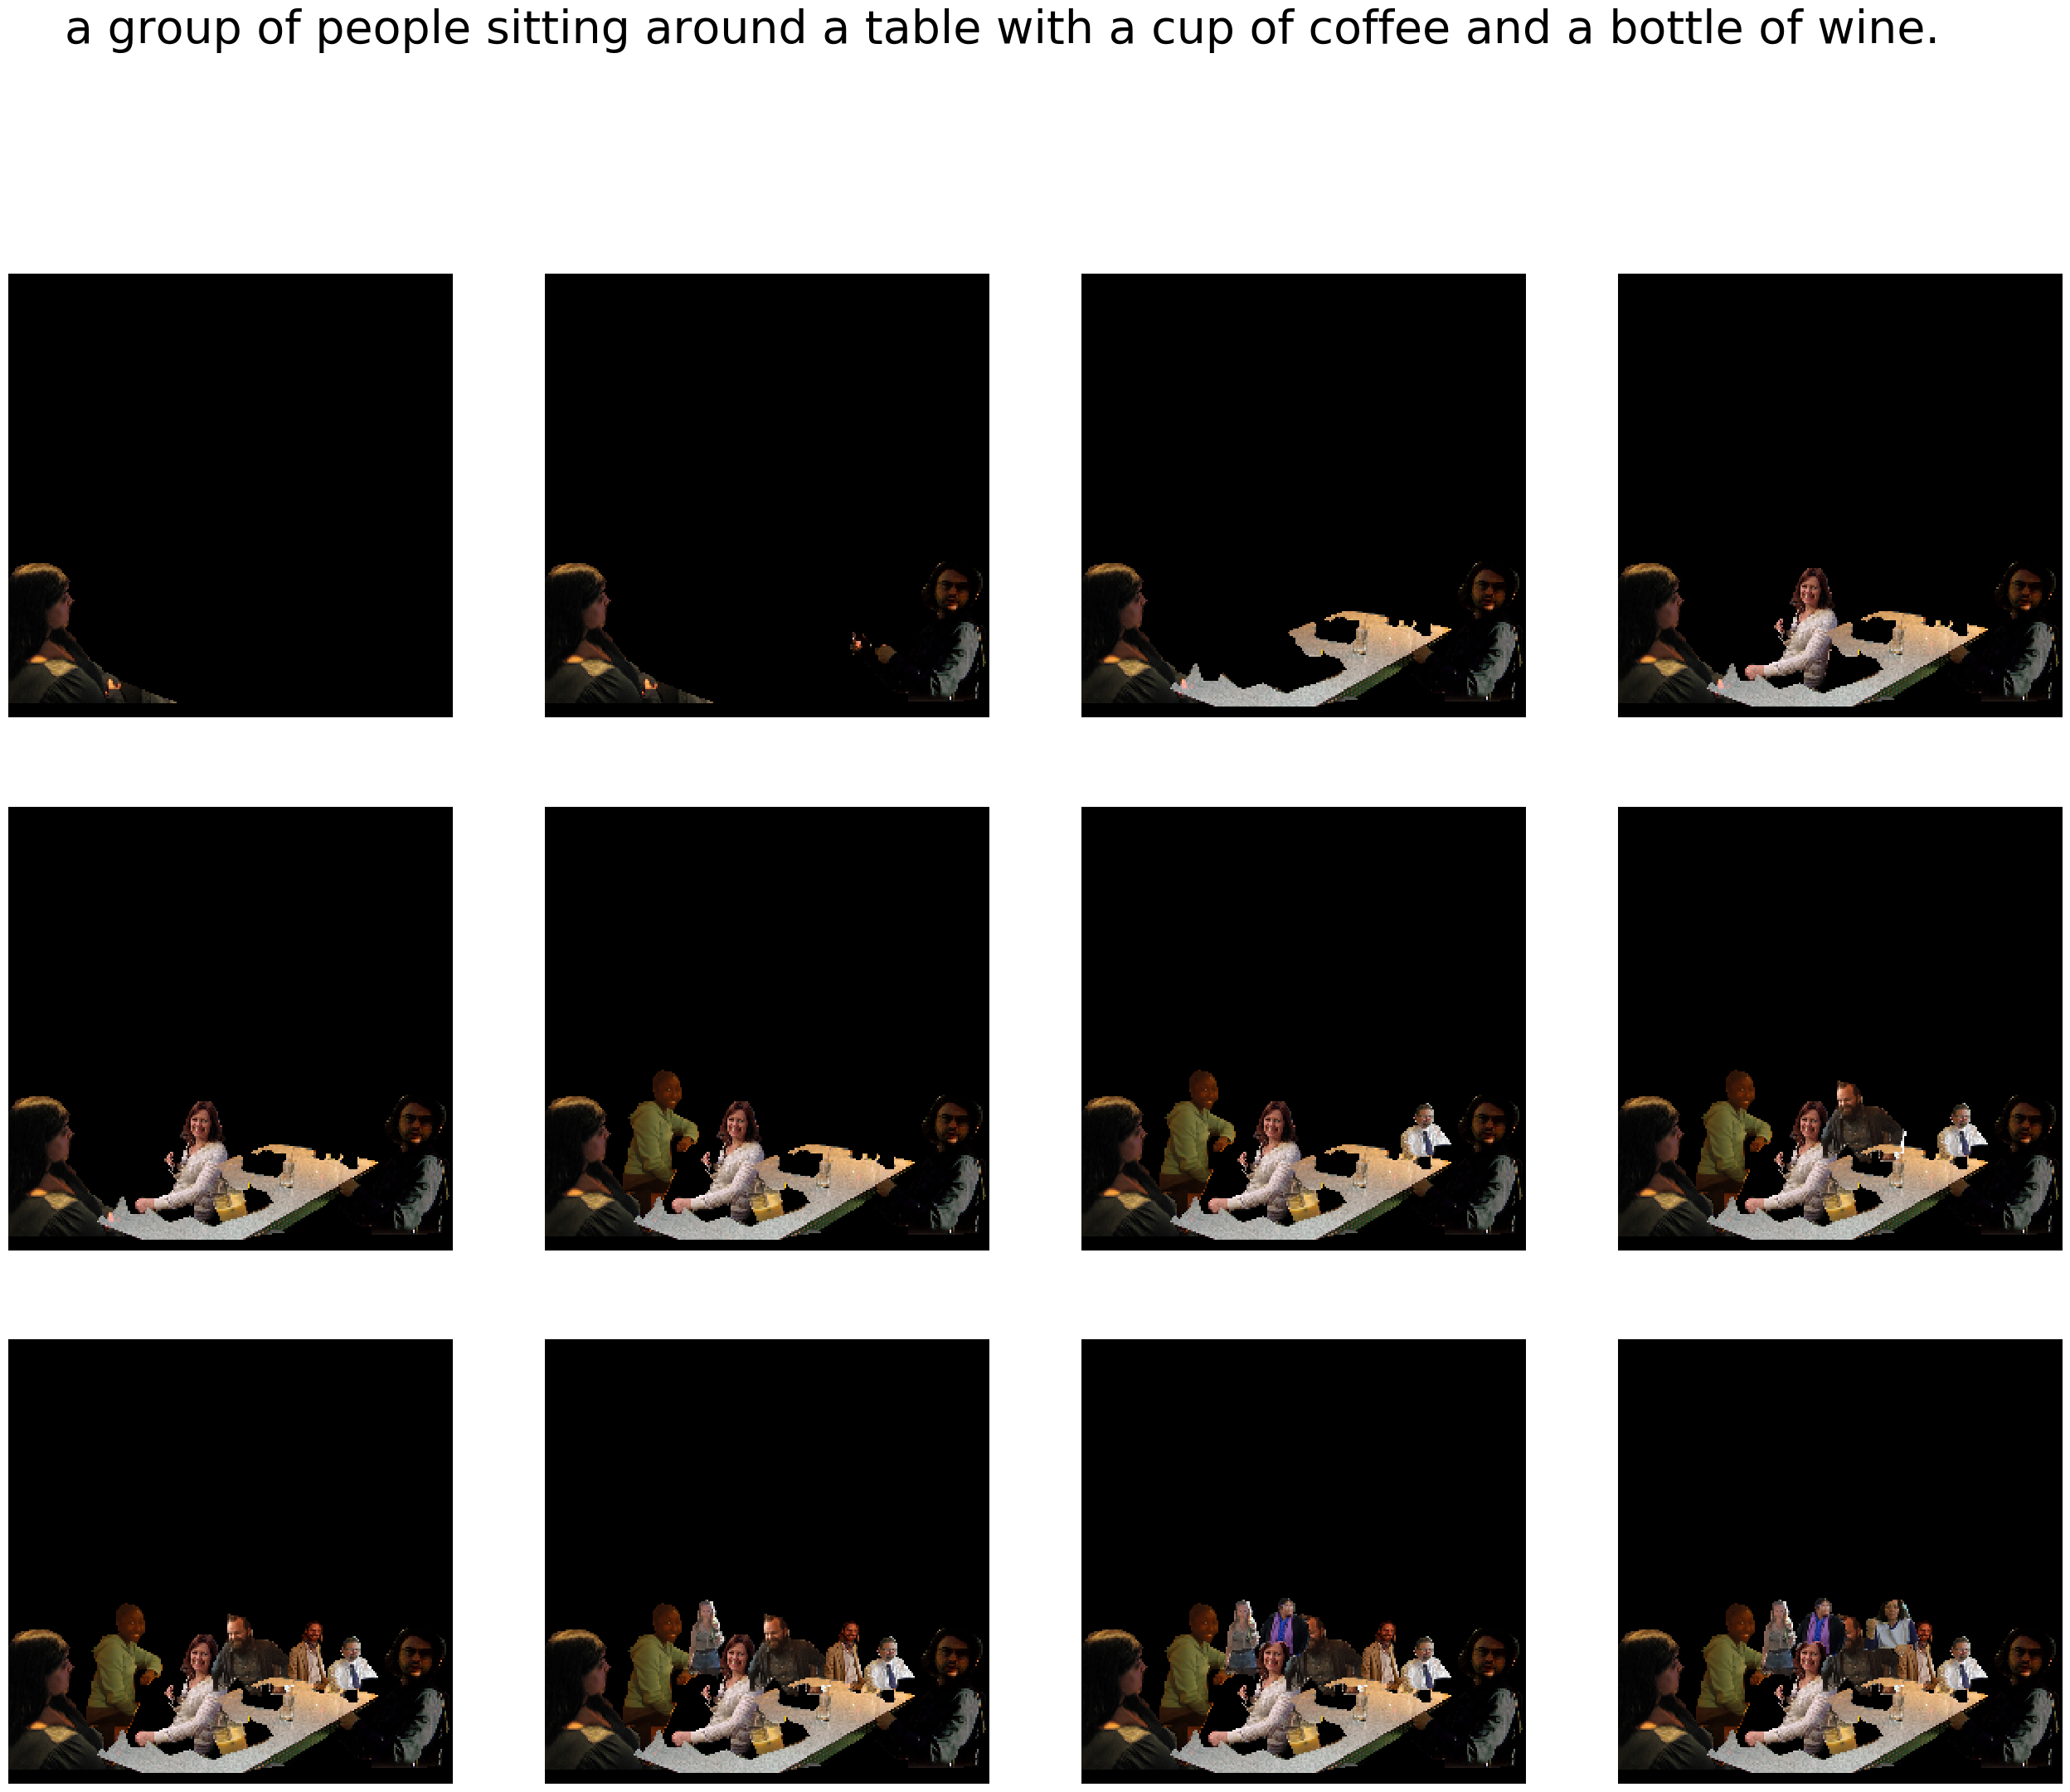 a group of people sitting around a table with a cup of coffee and a bottle of wine.